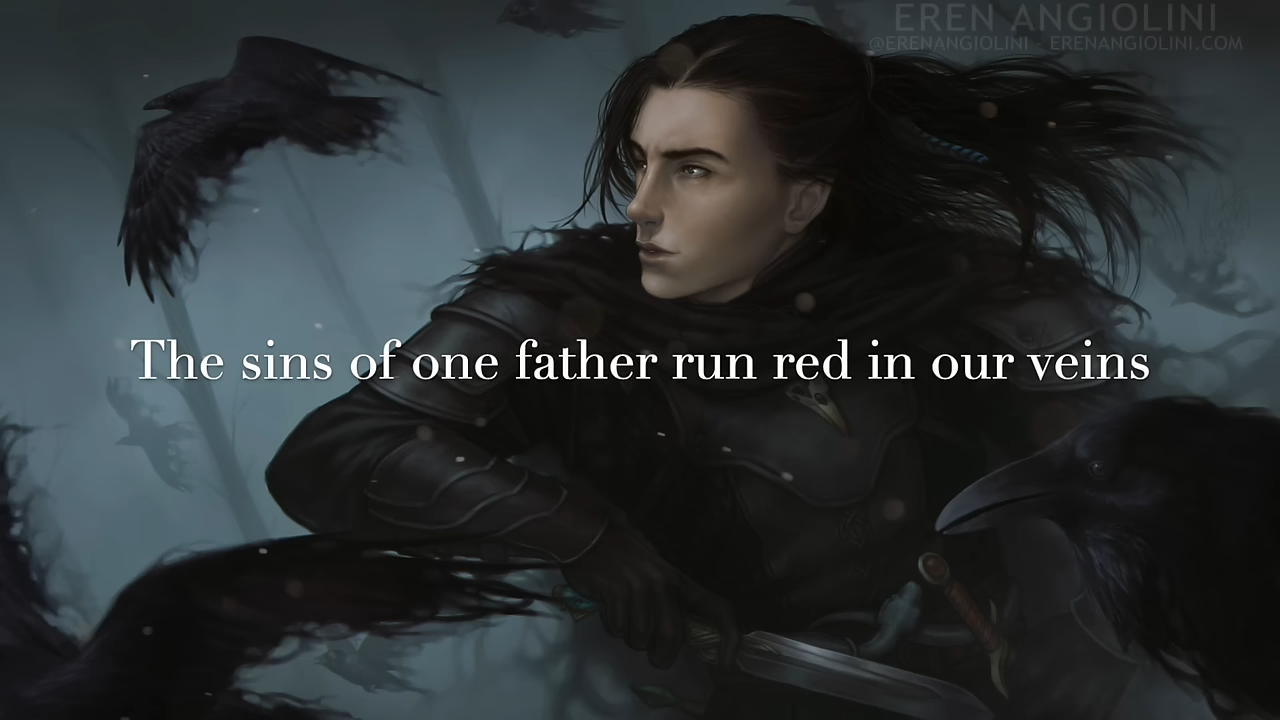 EREN ANGIOLINI
@ERENANGIOLINI - ERENANGIOLINI.COM
The sins of one father run red in our veins